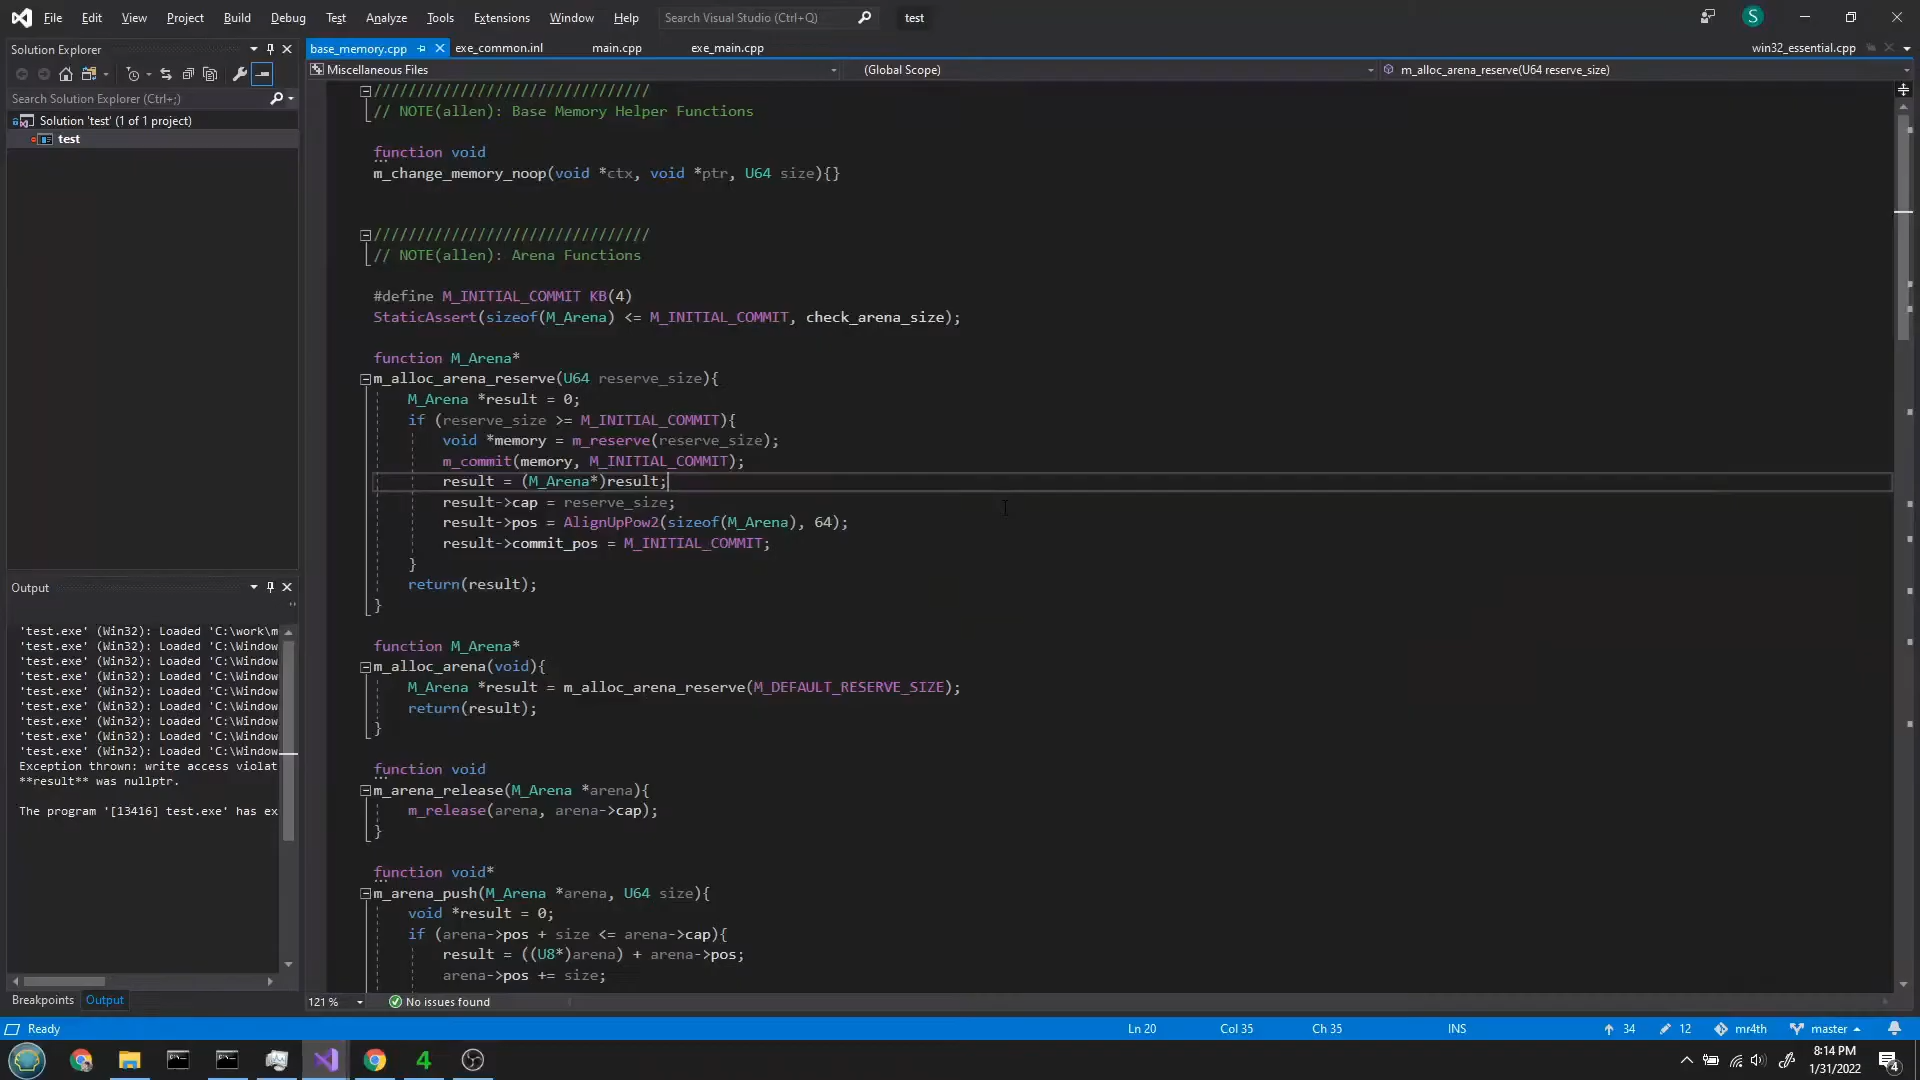 File Edit View Project Build Debug Test Analyze Tools Extensions Window Help Search Visual Studio (Ctrl+Q) test S
Solution Explorer
base_memory.cpp exe_common.inl main.cpp exe_main.cpp win32_essential.cpp
Miscellaneous Files (Global Scope) m_alloc_arena_reserve(U64 reserve_size)
Search Solution Explorer (Ctrl+;)
Solution 'test' (1 of 1 project)
test
////////////////////////////////
// NOTE(allen): Base Memory Helper Functions
function void
m_change_memory_noop(void *ctx, void *ptr, U64 size){}
////////////////////////////////
// NOTE(allen): Arena Functions
#define M_INITIAL_COMMIT KB(4)
StaticAssert(sizeof(M_Arena) <= M_INITIAL_COMMIT, check_arena_size);
function M_Arena*
m_alloc_arena_reserve(U64 reserve_size){
M_Arena *result = 0;
if (reserve_size >= M_INITIAL_COMMIT){
void *memory = m_reserve(reserve_size);
m_commit(memory, M_INITIAL_COMMIT);
result = (M_Arena*)result;
result->cap = reserve_size;
result->pos = AlignUpPow2(sizeof(M_Arena), 64);
result->commit_pos = M_INITIAL_COMMIT;
}
return(result);
}
function M_Arena*
m_alloc_arena(void){
M_Arena *result = m_alloc_arena_reserve(M_DEFAULT_RESERVE_SIZE);
return(result);
}
function void
m_arena_release(M_Arena *arena){
m_release(arena, arena->cap);
}
function void*
m_arena_push(M_Arena *arena, U64 size){
void *result = 0;
if (arena->pos + size <= arena->cap){
result = ((U8*)arena) + arena->pos;
arena->pos += size;
Output
'test.exe' (Win32): Loaded 'C:\work\m
'test.exe' (Win32): Loaded 'C:\Window
'test.exe' (Win32): Loaded 'C:\Window
'test.exe' (Win32): Loaded 'C:\Window
'test.exe' (Win32): Loaded 'C:\Window
'test.exe' (Win32): Loaded 'C:\Window
'test.exe' (Win32): Loaded 'C:\Window
'test.exe' (Win32): Loaded 'C:\Window
'test.exe' (Win32): Loaded 'C:\Window
Exception thrown: write access violat
**result** was nullptr.
The program '[13416] test.exe' has ex
Breakpoints Output
121 % No issues found
Ready Ln 20 Col 35 Ch 35 INS 34 12 mr4th master
4
8:14 PM
1/31/2022
4